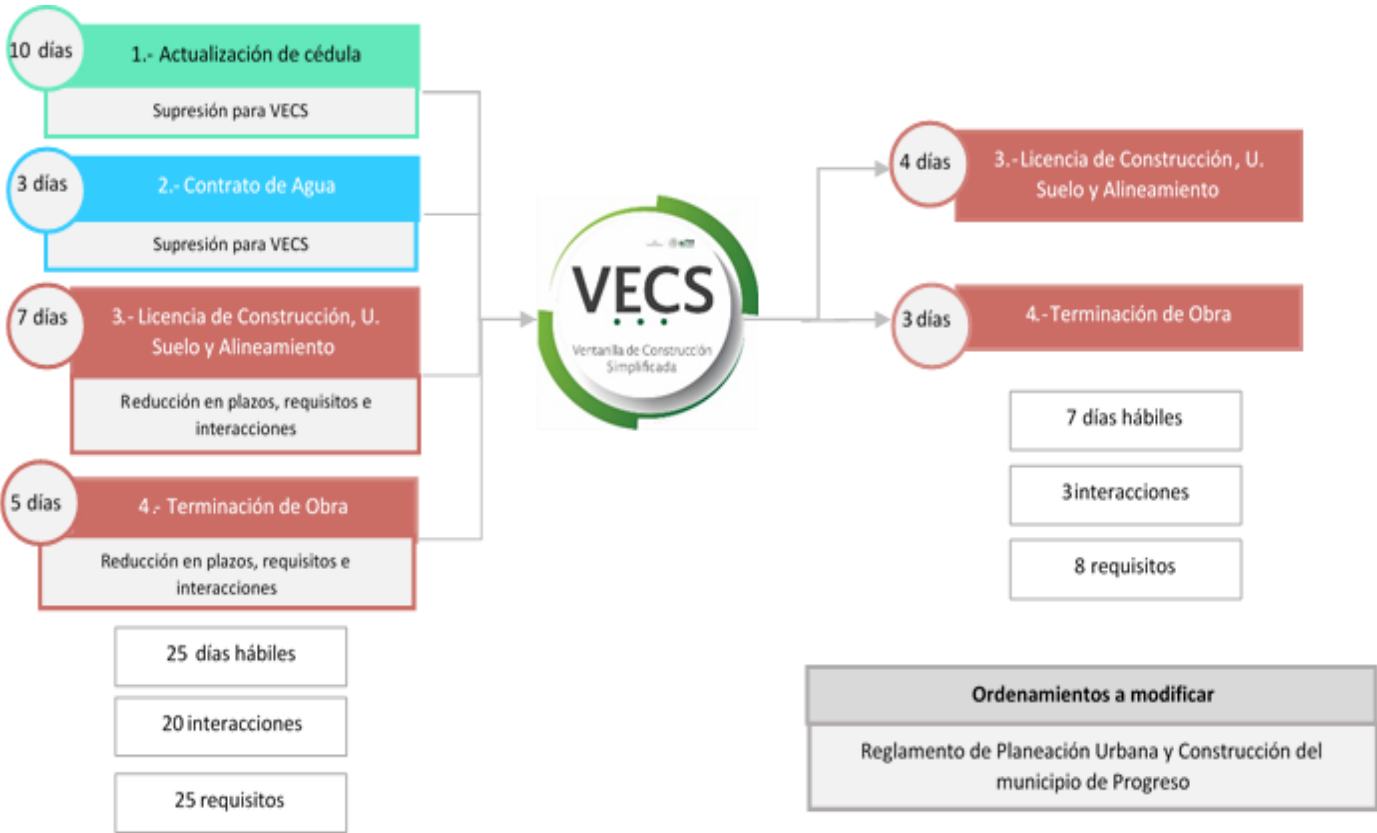 10 días
1.- Actualización de cédula
Supresión para VECS
3 días
2.- Contrato de Agua
Supresión para VECS
7 días
3.- Licencia de Construcción, U.
Suelo y Alineamiento
Reducción en plazos, requisitos e
interacciones
5 días
4.- Terminación de Obra
Reducción en plazos, requisitos e
interacciones
25 días hábiles
20 interacciones
25 requisitos
VECS
Ventanilla de Construcción
Simplificada
4 días
3.- Licencia de Construcción, U.
Suelo y Alineamiento
3 días
4.- Terminación de Obra
7 días hábiles
3 interacciones
8 requisitos
Ordenamientos a modificar
Reglamento de Planeación Urbana y Construcción del
municipio de Progreso